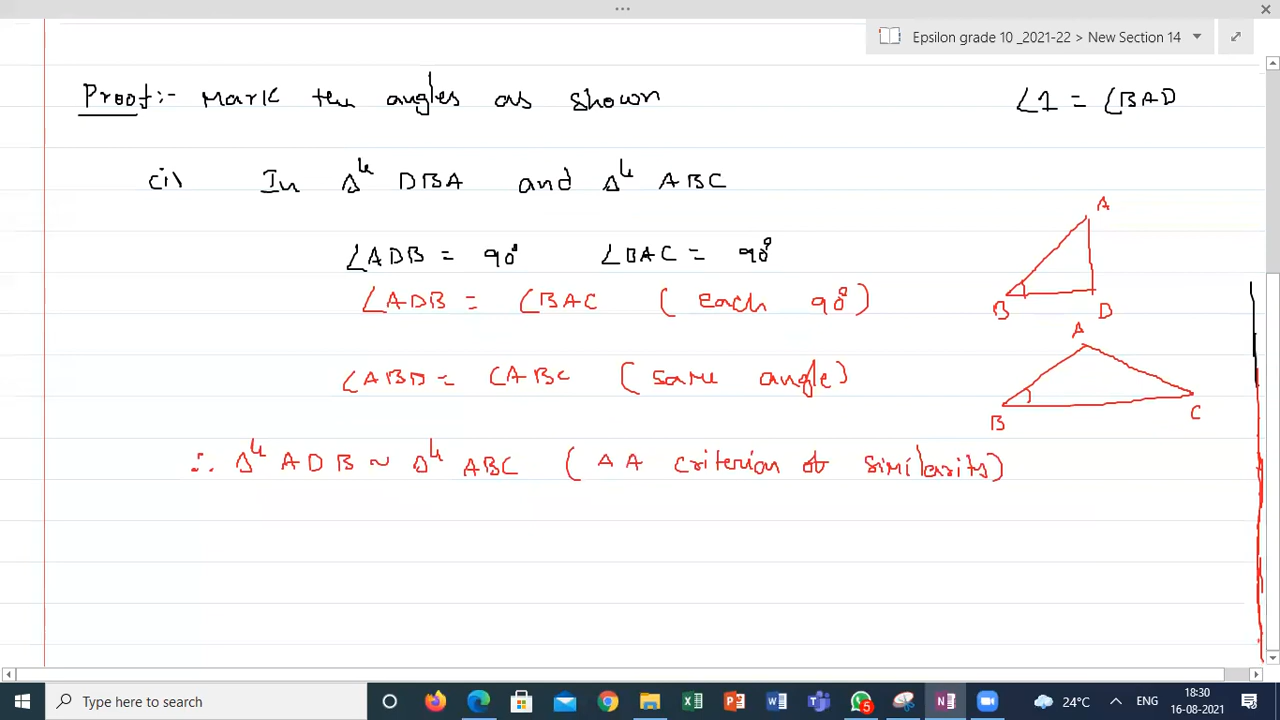 Epsilon grade 10 _2021-22 > New Section 14
Proof:- Mark the angles as shown
∠1 = ∠BAD
(i) In Δle DBA and Δle ABC
A
∠ADB = 90° ∠BAC = 90°
∠ADB = ∠BAC (Each 90°)
B D
A
∠ABD = ∠ABC (same angle)
B C
∴ Δle ADB ~ Δle ABC (AA criterion of similarity)
Type here to search
5
24°C
ENG
18:30
16-08-2021